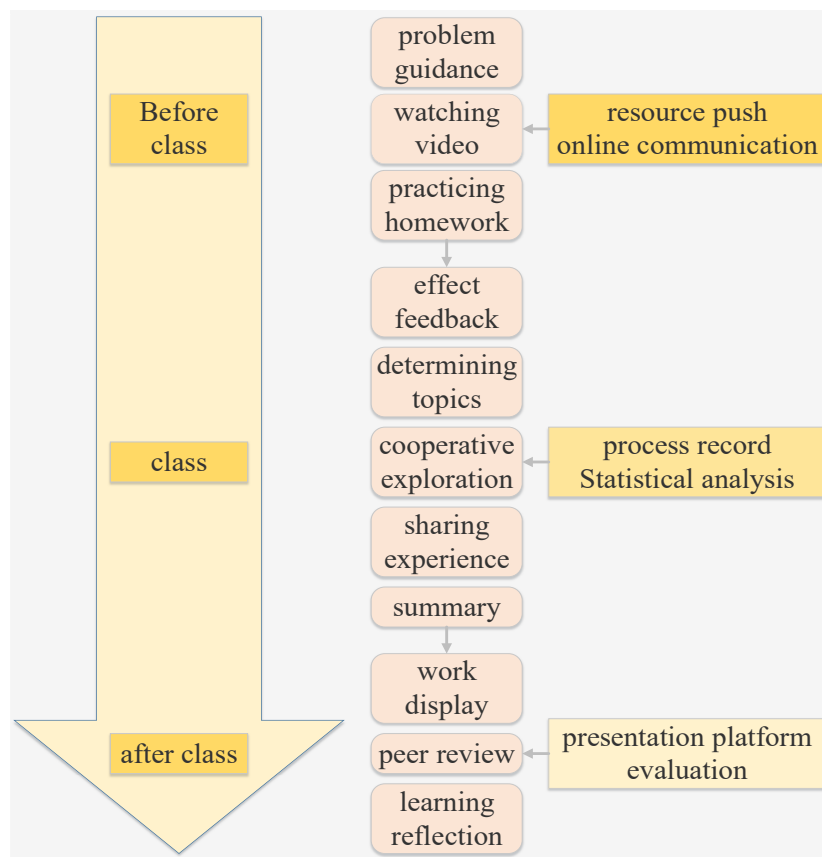 problem
guidance
Before
class
watching
video
resource push
online communication
practicing
homework
effect
feedback
determining
topics
class
cooperative
exploration
process record
Statistical analysis
sharing
experience
summary
work
display
after class
peer review
presentation platform
evaluation
learning
reflection